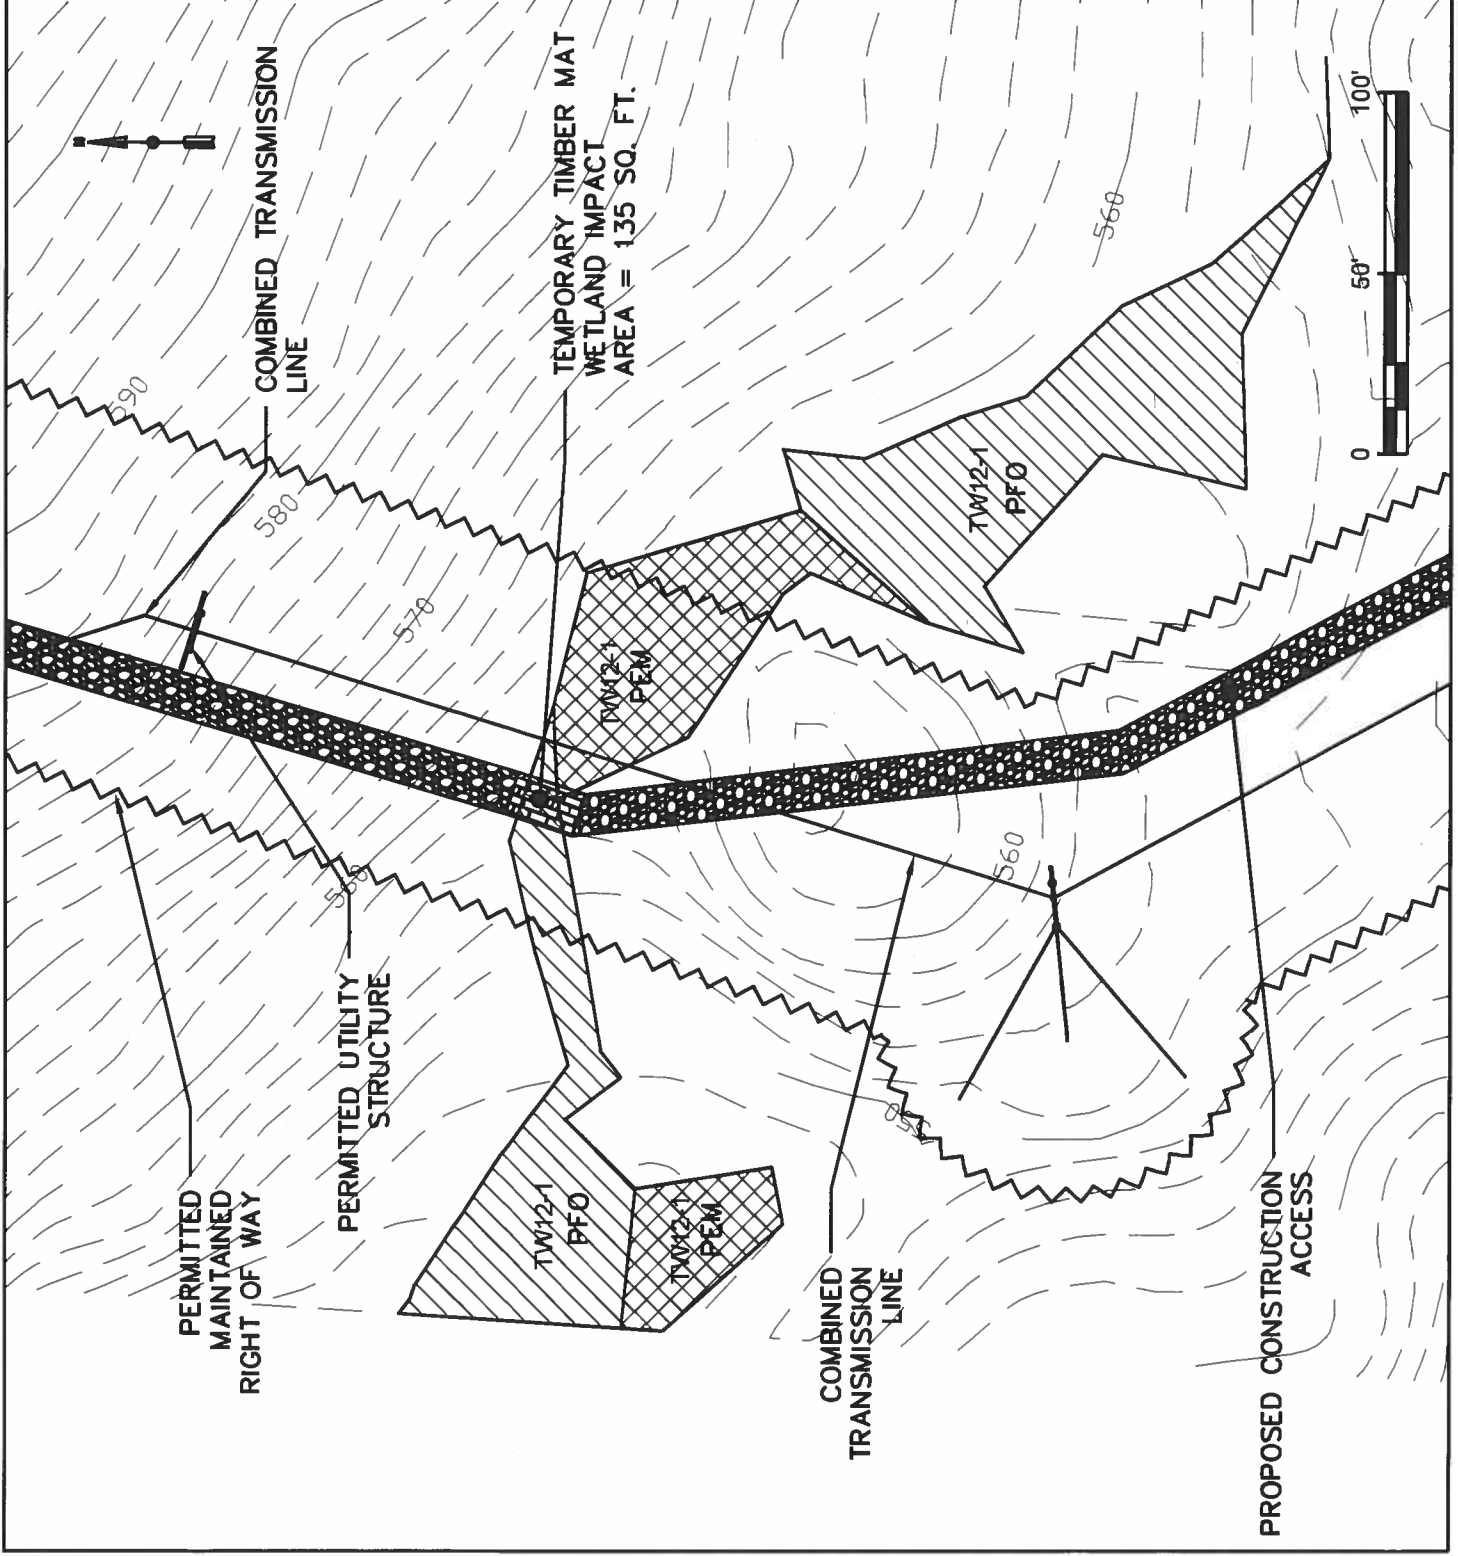 N
COMBINED TRANSMISSION
LINE
TEMPORARY TIMBER MAT
WETLAND IMPACT
AREA = 135 SQ. FT.
590
580
570
560
PERMITTED
MAINTAINED
RIGHT OF WAY
PERMITTED UTILITY
STRUCTURE
TW12-1
PEM
TW12-1
PFO
TW12-1
PFO
TW12-1
PEM
560
COMBINED
TRANSMISSION
LINE
PROPOSED CONSTRUCTION
ACCESS
0
50'
100'